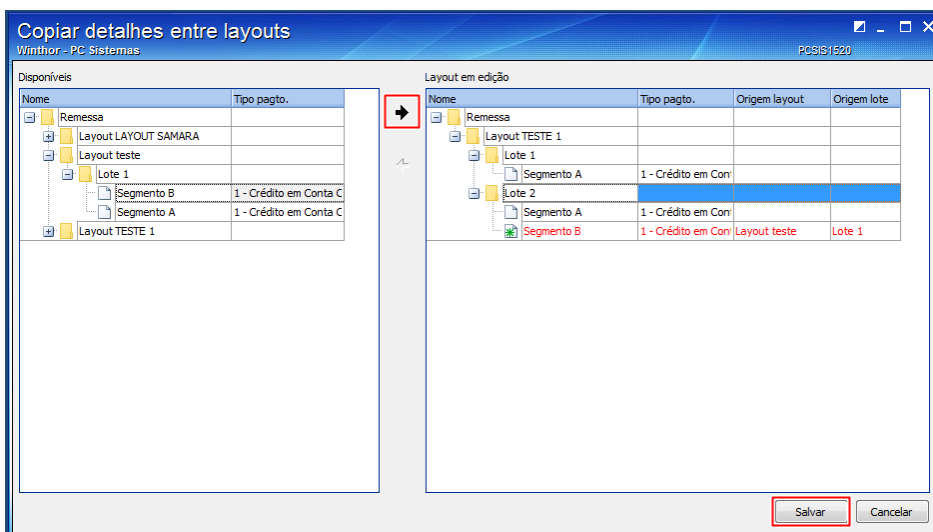 Copiar detalhes entre layouts
Winthor - PC Sistemas
PCSIS1520
Disponíveis
Nome Tipo pagto.
Remessa
Layout LAYOUT SAMARA
Layout teste
Lote 1
Segmento B 1 - Crédito em Conta C
Segmento A 1 - Crédito em Conta C
Layout TESTE 1
Layout em edição
Nome Tipo pagto. Origem layout Origem lote
Remessa
Layout TESTE 1
Lote 1
Segmento A 1 - Crédito em Con
Lote 2
Segmento A 1 - Crédito em Con
Segmento B 1 - Crédito em Con Layout teste Lote 1
Salvar Cancelar